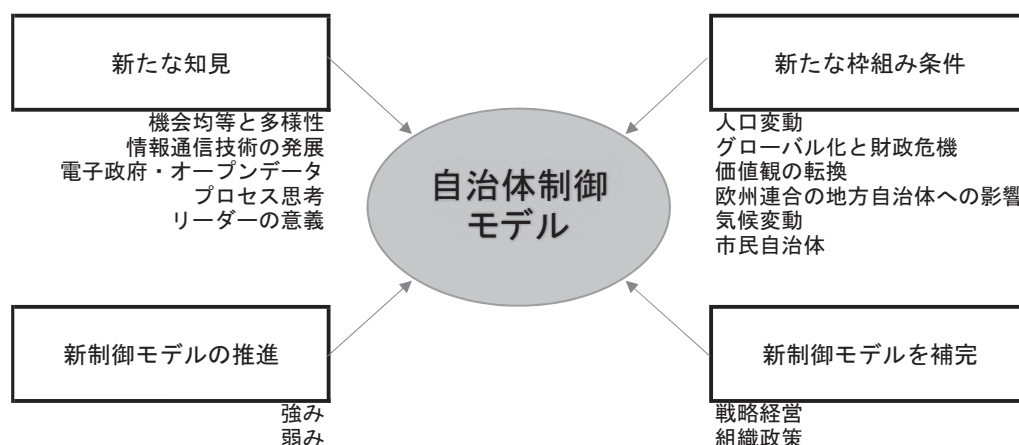 新たな知見
機会均等と多様性
情報通信技術の発展
電子政府・オープンデータ
プロセス思考
リーダーの意義
新たな枠組み条件
人口変動
グローバル化と財政危機
価値観の転換
欧州連合の地方自治体への影響
気候変動
市民自治体
自治体制御
モデル
新制御モデルの推進
強み
弱み
新制御モデルを補完
戦略経営
組織政策